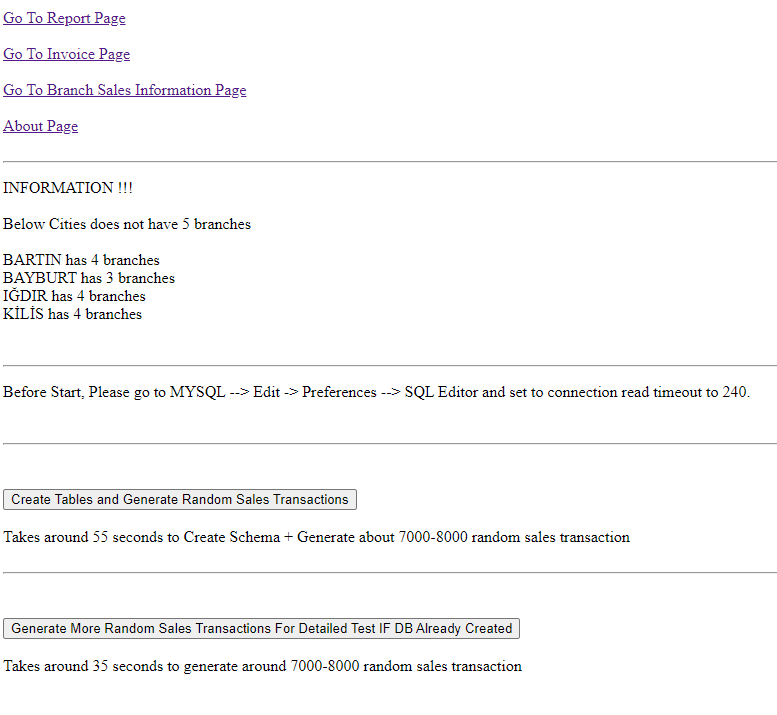 Go To Report Page
Go To Invoice Page
Go To Branch Sales Information Page
About Page
INFORMATION !!!
Below Cities does not have 5 branches
BARTIN has 4 branches
BAYBURT has 3 branches
IĞDIR has 4 branches
KİLİS has 4 branches
Before Start, Please go to MYSQL --> Edit -> Preferences --> SQL Editor and set to connection read timeout to 240.
Create Tables and Generate Random Sales Transactions
Takes around 55 seconds to Create Schema + Generate about 7000-8000 random sales transaction
Generate More Random Sales Transactions For Detailed Test IF DB Already Created
Takes around 35 seconds to generate around 7000-8000 random sales transaction